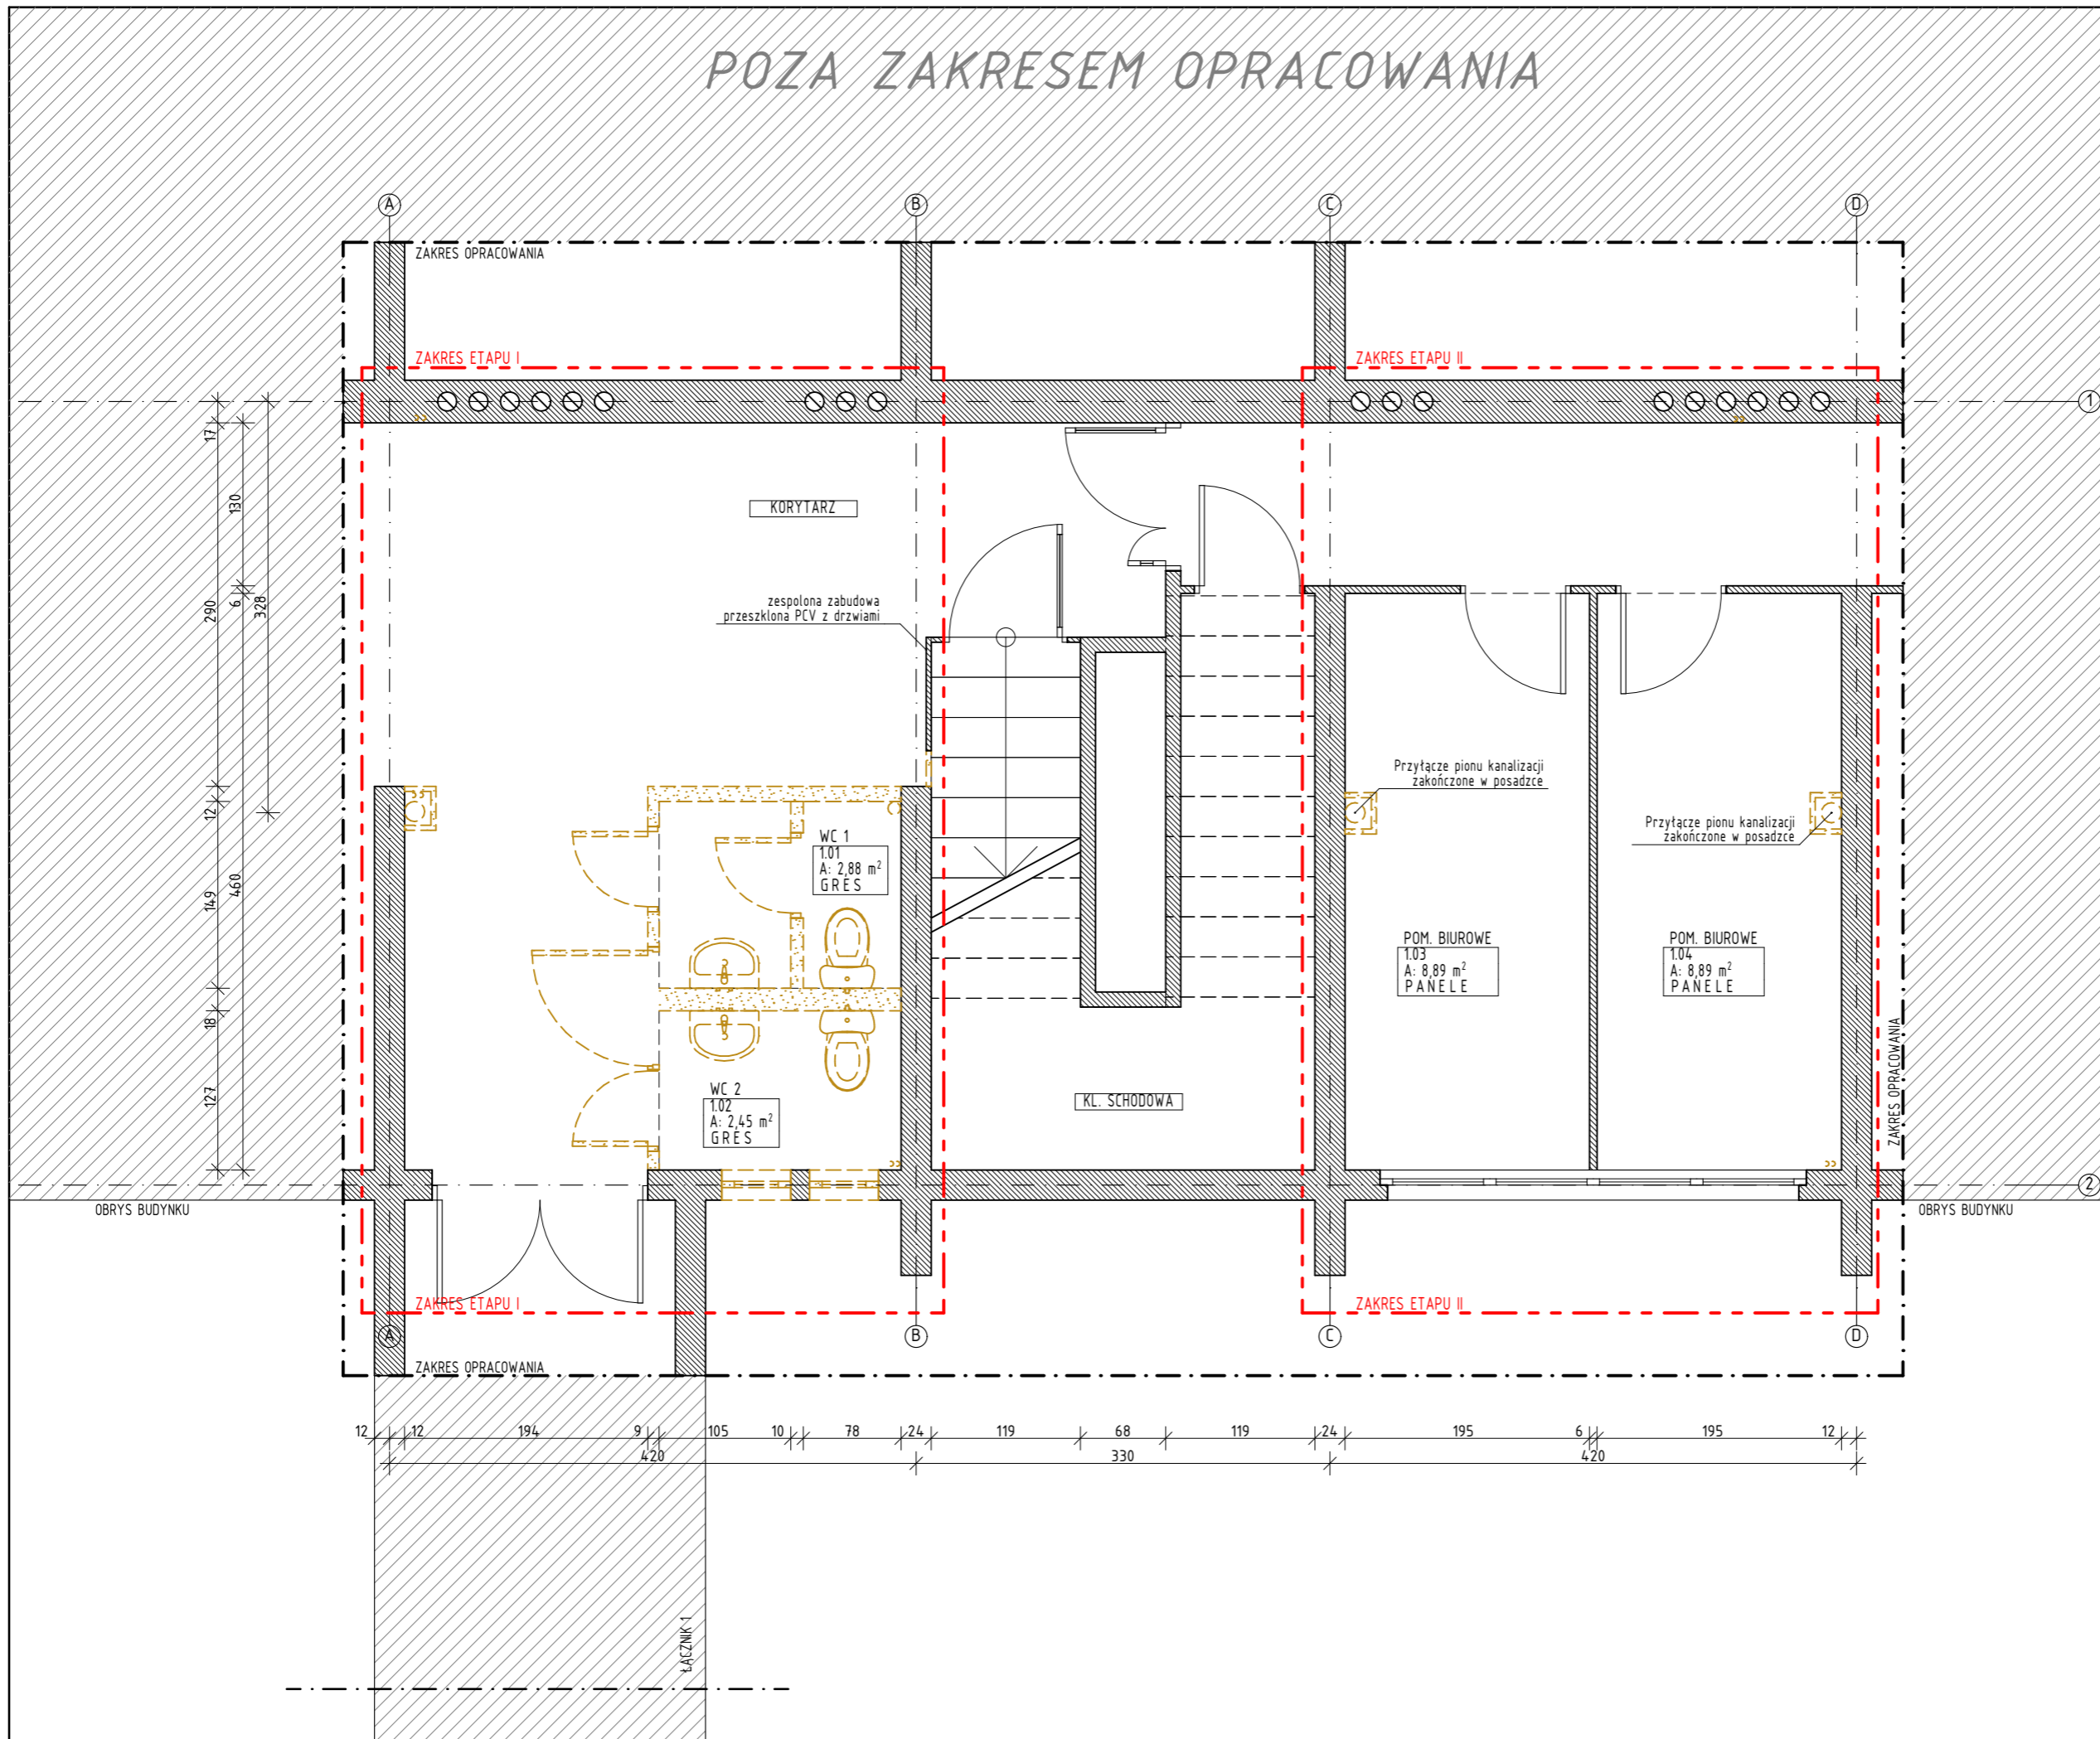 POZA ZAKRESEM OPRACOWANIA
A
B
C
D
ZAKRES OPRACOWANIA
ZAKRES ETAPU I
ZAKRES ETAPU II
1
17
130
KORYTARZ
290
6
328
zespolona zabudowa
przeszklona PCV z drzwiami
Przyłącze pionu kanalizacji
zakończone w posadzce
Przyłącze pionu kanalizacji
zakończone w posadzce
12
149
460
WC 1
1.01
A: 2,88 m²
GRES
POM. BIUROWE
1.03
A: 8,89 m²
PANELE
POM. BIUROWE
1.04
A: 8,89 m²
PANELE
18
127
WC 2
1.02
A: 2,45 m²
GRES
KL. SCHODOWA
ZAKRES OPRACOWANIA
2
OBRYS BUDYNKU
OBRYS BUDYNKU
ZAKRES ETAPU I
ZAKRES ETAPU II
A
B
C
D
ZAKRES OPRACOWANIA
12 12 194 9 105 10 78 24 119 68 119 24 195 6 195 12
420 330 420
ŁĄCZNIK 1